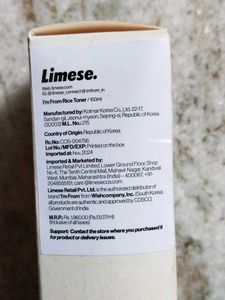 Limese.
Web: limese.com
IG: @limese_connect @imfrom_in
I'm From Rice Toner / 150ml
Manufactured by: Kolmar Korea Co., Ltd. 22-17,
Sandan-gil, Jeonui-myeon, Sejong-si, Republic of Korea
(30003) M.L. No.: 215
Country of Origin: Republic of Korea
Rc.No: COS-004756
Lot No./MFD/EXP: Printed on the box
Imported at: Nov.2024
Imported & Marketed by:
Limese Retail Pvt Limited, Lower Ground Floor, Shop
No-6, The Tenth Central Mall, Mahavir Nagar, Kandivali
West, Mumbai, Maharashtra (India) – 400067, +91-
2048555151, care@limesecos.com
Limese Retail Pvt Ltd. is the authorized distributor of
brand I'm From from Wishcompany, Inc. (South Korea),
all products are authentic and approved by CDSCO,
Government of India
M.R.P.: Rs. 1,960.00 (Rs.13.07/ml)
(Inclusive of all taxes)
Support: Contact the store where you purchased it
for product or delivery issues.